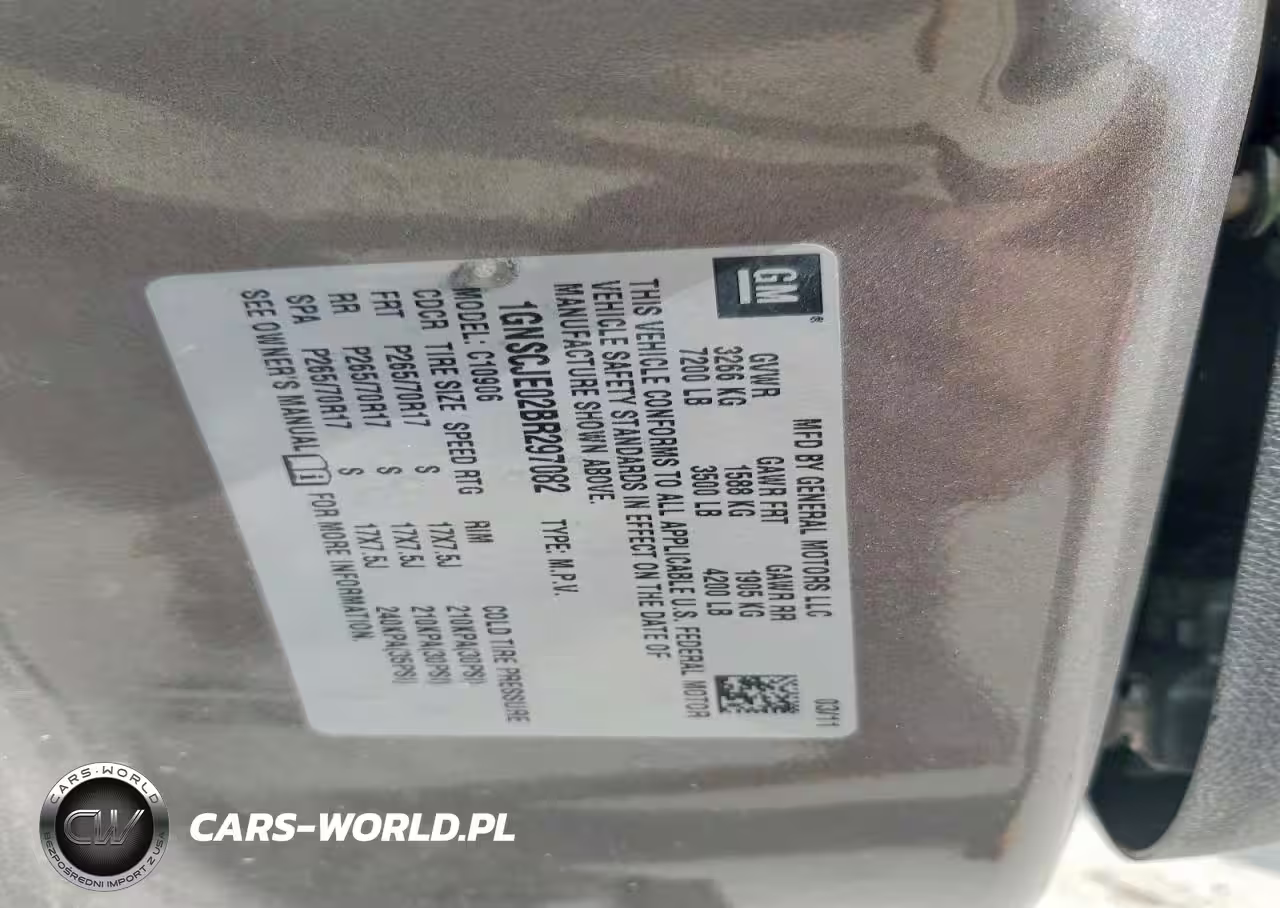 GM®
MFD BY GENERAL MOTORS LLC 03/11
GVWR GAWR FRT GAWR RR
3266 KG 1588 KG 1905 KG
7200 LB 3500 LB 4200 LB
THIS VEHICLE CONFORMS TO ALL APPLICABLE U.S. FEDERAL MOTOR
VEHICLE SAFETY STANDARDS IN EFFECT ON THE DATE OF
MANUFACTURE SHOWN ABOVE.
1GNSCJE02BR297082 TYPE: M.P.V.
MODEL: C10906 COLD TIRE PRESSURE
CDCR TIRE SIZE SPEED RTG RIM
FRT P265/70R17 S 17X7.5J 210KPA(30PSI)
RR P265/70R17 S 17X7.5J 210KPA(30PSI)
SPA P265/70R17 S 17X7.5J 240KPA(35PSI)
SEE OWNER'S MANUAL i FOR MORE INFORMATION.
CARS-WORLD
CW
BEZPOŚREDNI IMPORT Z USA
CARS-WORLD.PL